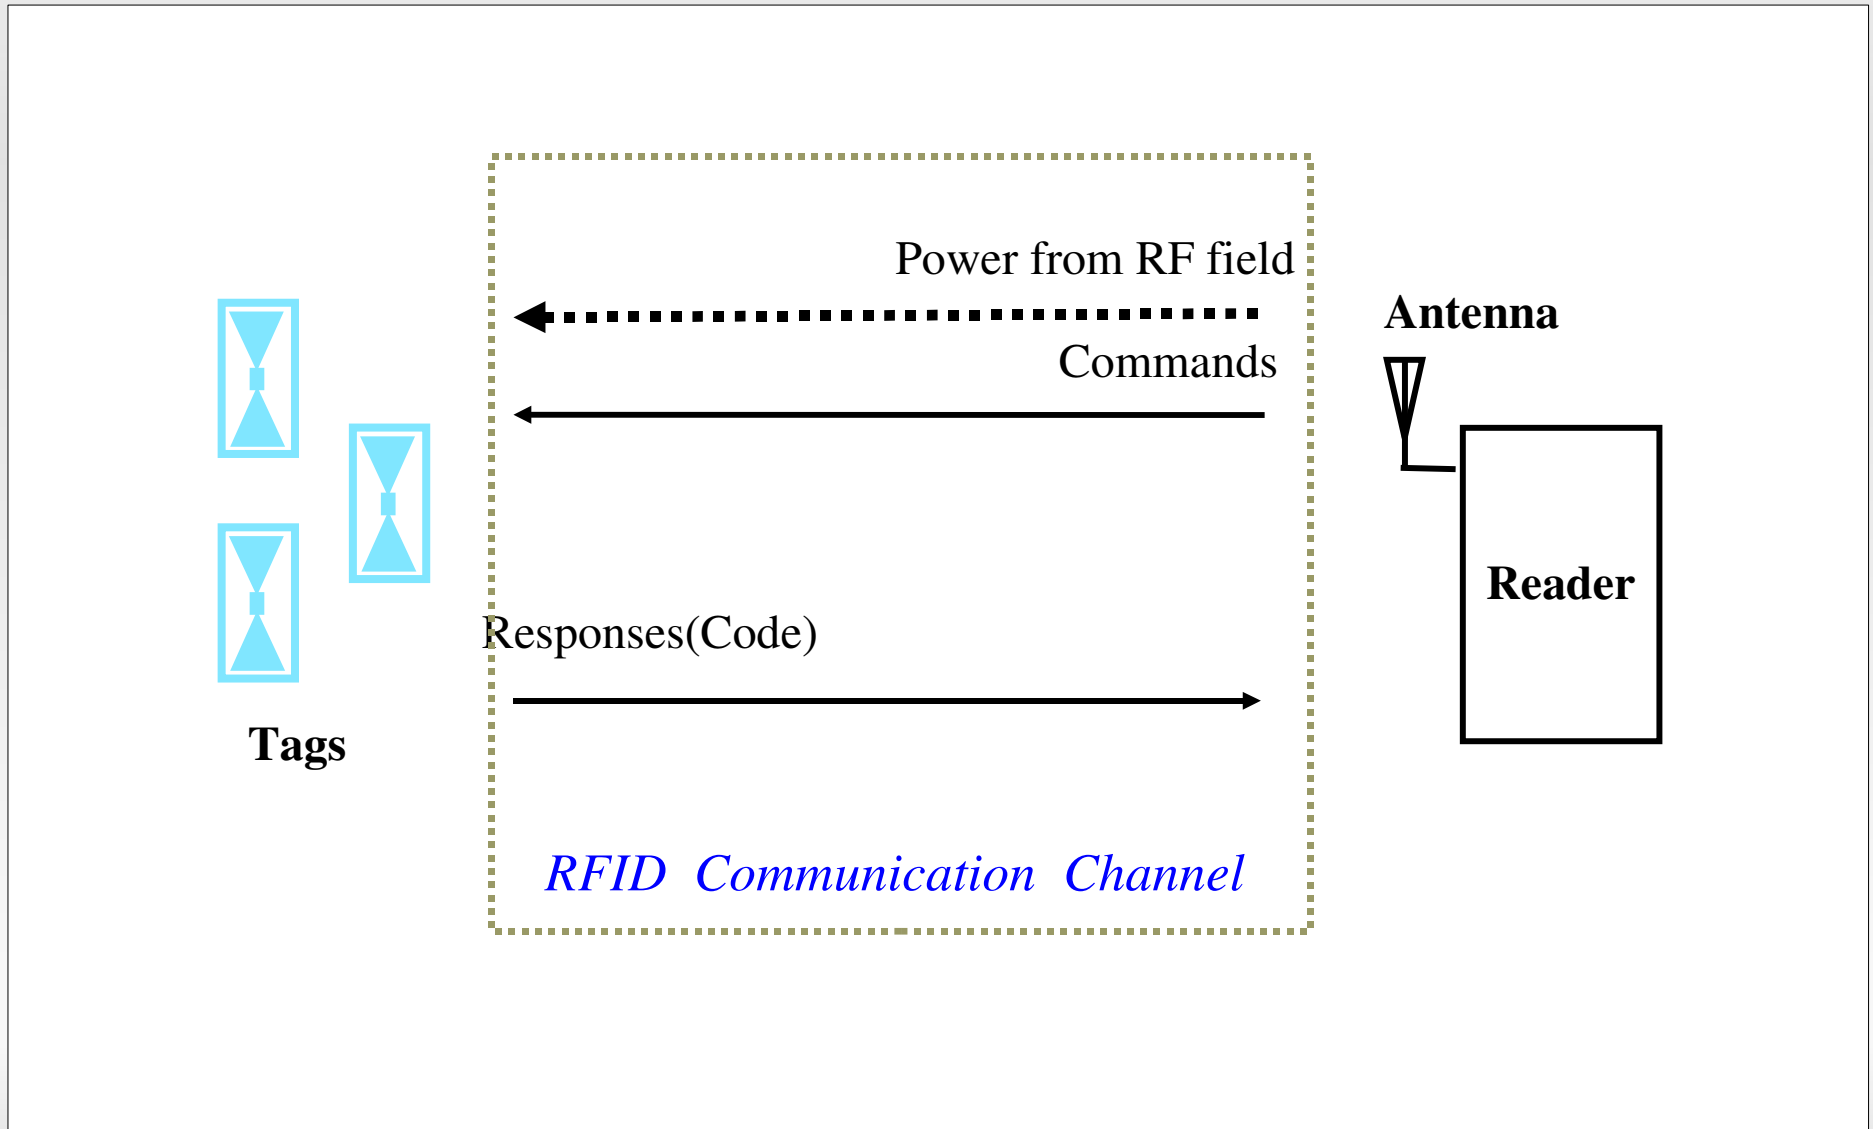 Power from RF field
Antenna
Commands
Reader
Responses(Code)
Tags
RFID Communication Channel